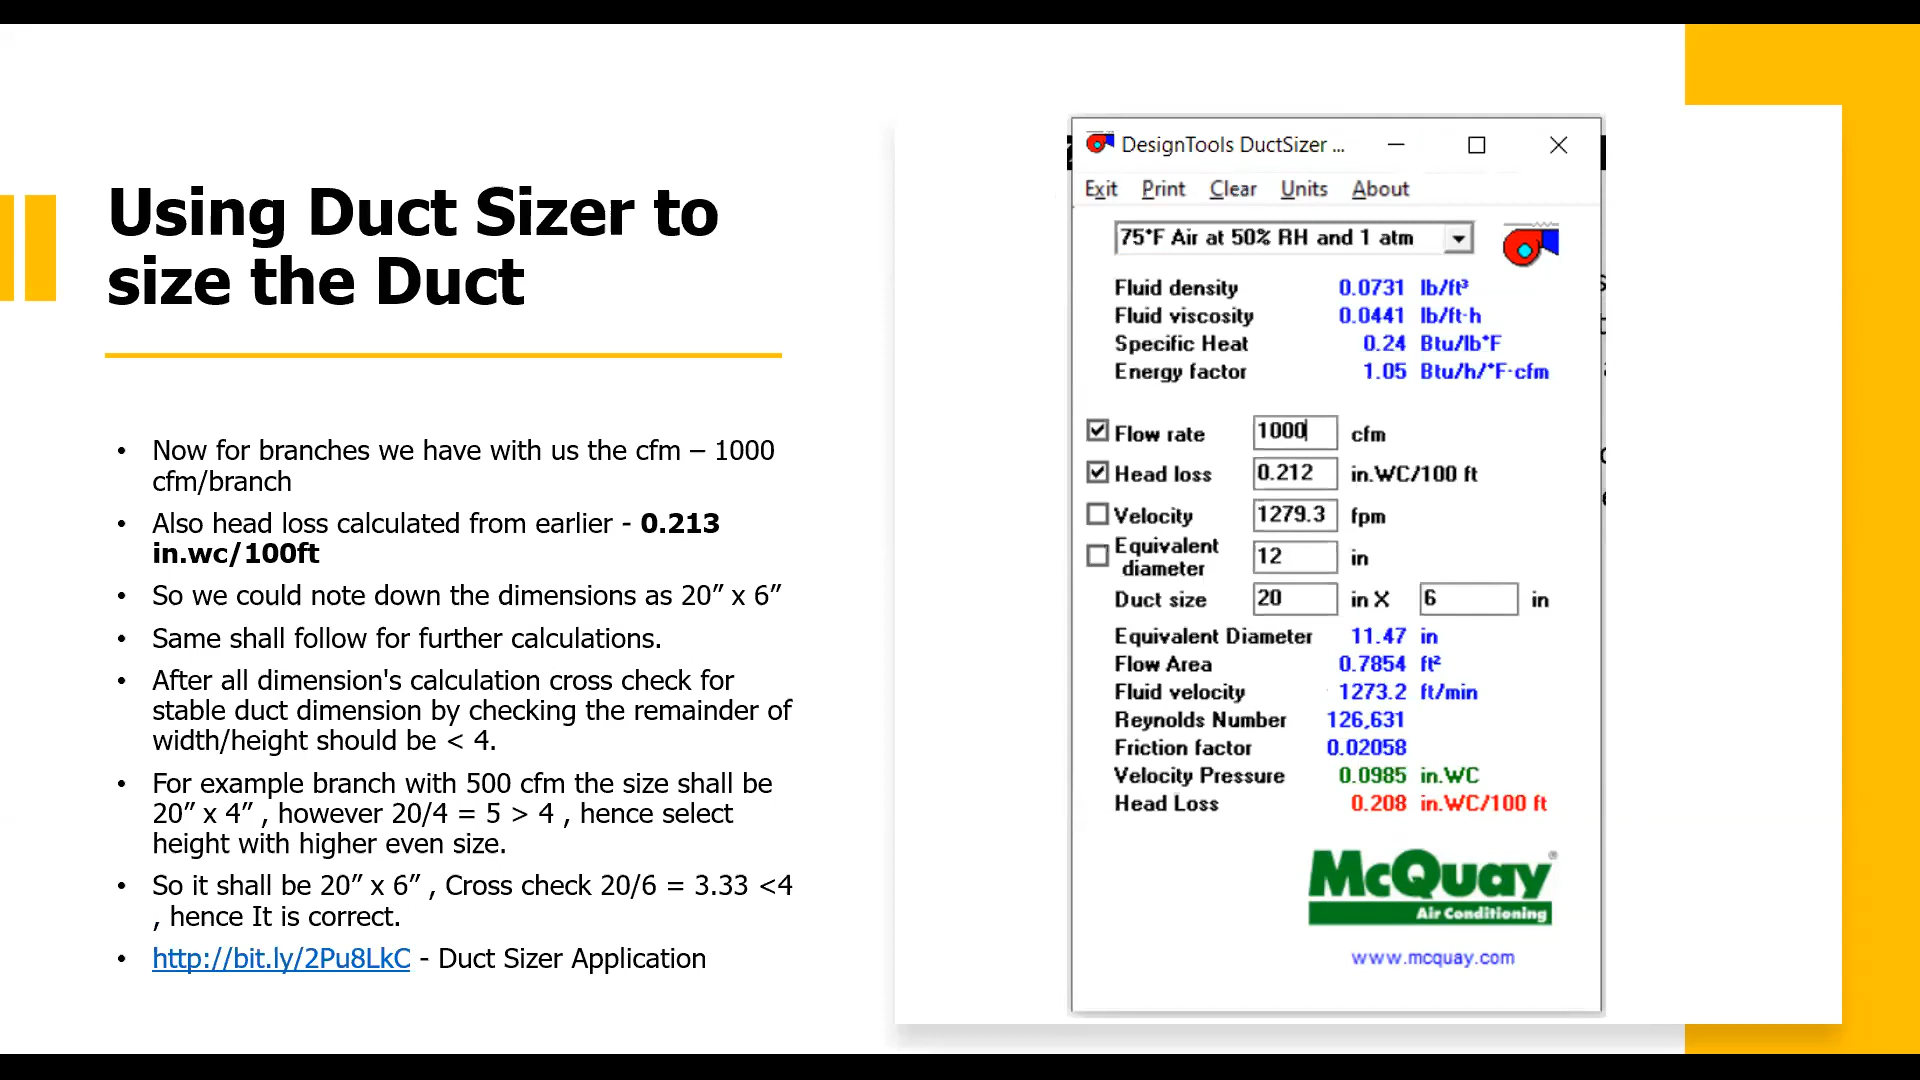 Using Duct Sizer to
size the Duct
• Now for branches we have with us the cfm – 1000
cfm/branch
• Also head loss calculated from earlier - 0.213
in.wc/100ft
• So we could note down the dimensions as 20” x 6”
• Same shall follow for further calculations.
• After all dimension's calculation cross check for
stable duct dimension by checking the remainder of
width/height should be < 4.
• For example branch with 500 cfm the size shall be
20” x 4” , however 20/4 = 5 > 4 , hence select
height with higher even size.
• So it shall be 20” x 6” , Cross check 20/6 = 3.33 <4
, hence It is correct.
• http://bit.ly/2Pu8LkC - Duct Sizer Application
DesignTools DuctSizer ...
Exit Print Clear Units About
75°F Air at 50% RH and 1 atm
Fluid density 0.0731 lb/ft³
Fluid viscosity 0.0441 lb/ft·h
Specific Heat 0.24 Btu/lb°F
Energy factor 1.05 Btu/h/°F·cfm
Flow rate 1000 cfm
Head loss 0.212 in.WC/100 ft
Velocity 1279.3 fpm
Equivalent
diameter 12 in
Duct size 20 in X 6 in
Equivalent Diameter 11.47 in
Flow Area 0.7854 ft²
Fluid velocity 1273.2 ft/min
Reynolds Number 126,631
Friction factor 0.02058
Velocity Pressure 0.0985 in.WC
Head Loss 0.208 in.WC/100 ft
McQuay®
Air Conditioning
www.mcquay.com